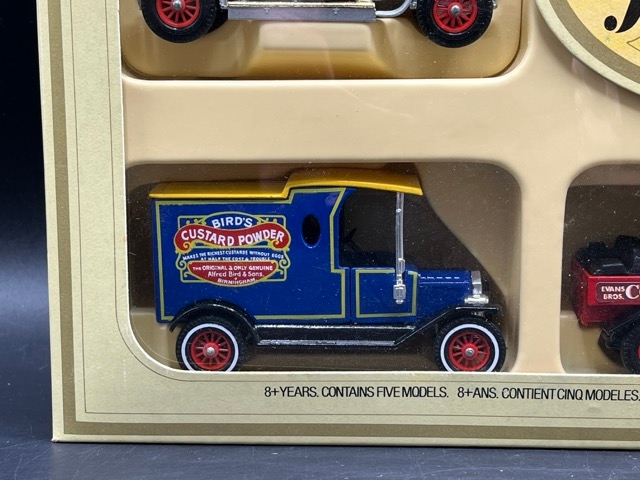 BIRD'S
CUSTARD POWDER
MAKES THE RICHEST CUSTARDS WITHOUT EGGS
AT HALF THE COST & TROUBLE
THE ORIGINAL & ONLY GENUINE
Alfred Bird & Sons.
BIRMINGHAM
EVANS
BROS. C
8+YEARS. CONTAINS FIVE MODELS. 8+ANS. CONTIENT CINQ MODELES.